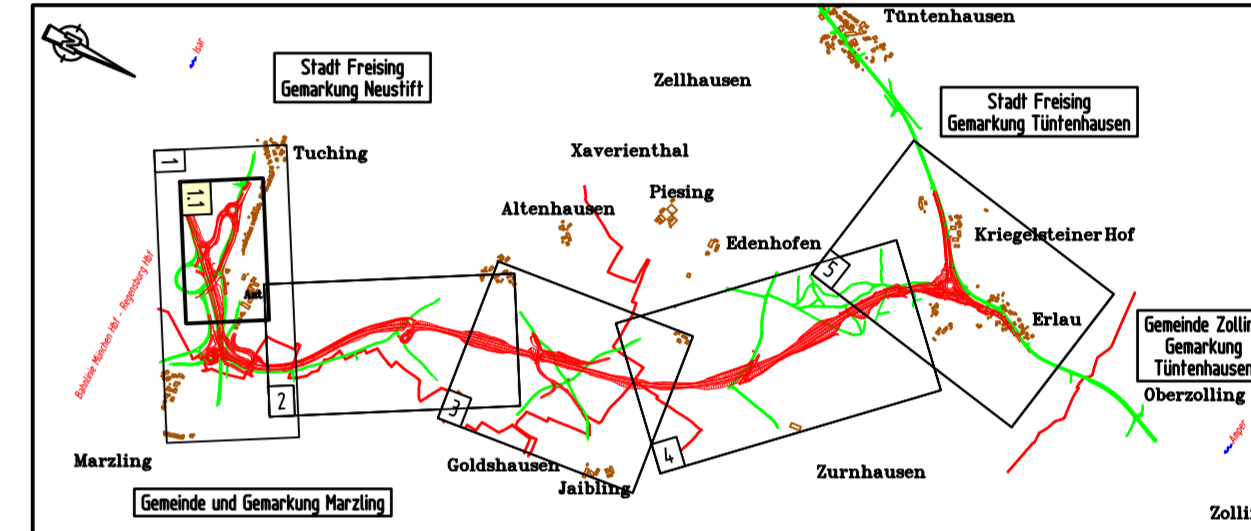 Tüntenhausen
Isar
Stadt Freising
Gemarkung Neustift
Zellhausen
Stadt Freising
Gemarkung Tüntenhausen
1
Tuching
Xaverienthal
1.1
Piesing
Altenhausen
Edenhofen
Kriegelsteiner Hof
5
Bahnlinie München Hbf - Regensburg Hbf
Erlau
Gemeinde Zollin
Gemarkung
Tüntenhausen
Oberzolling
2
3
Amper
4
Marzling
Goldshausen
Zurnhausen
Jaibling
Gemeinde und Gemarkung Marzling
Zolli